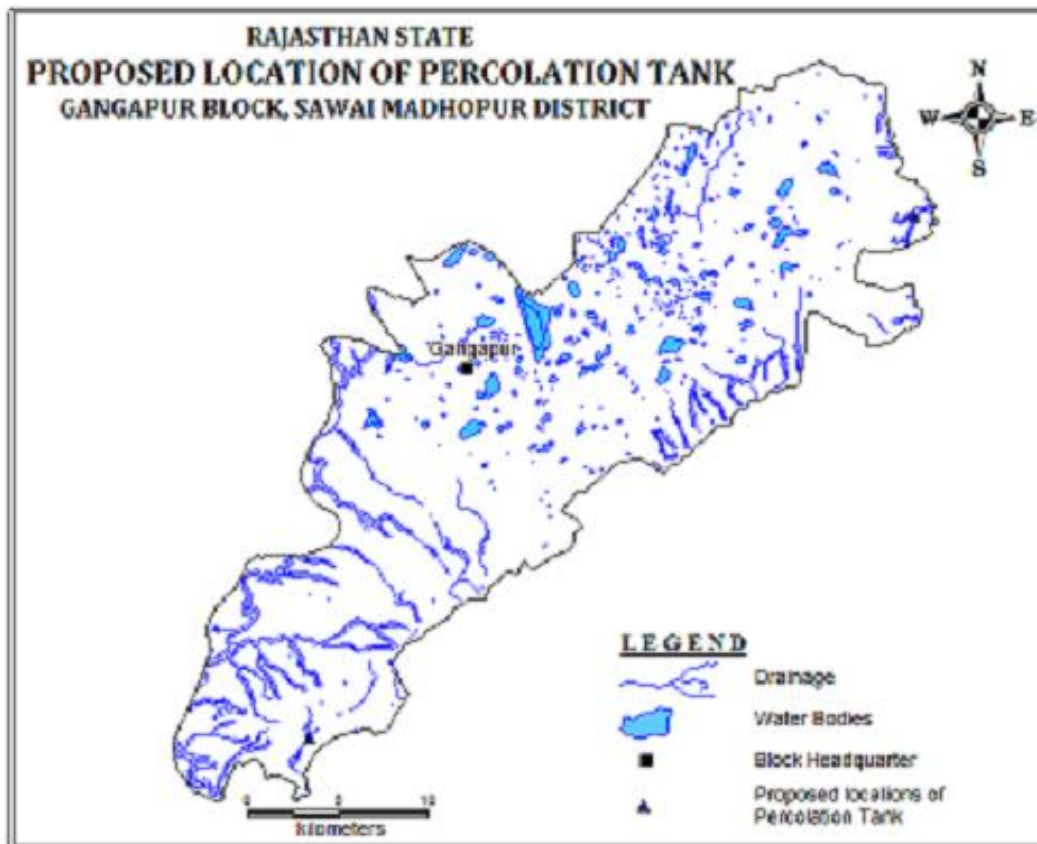 RAJASTHAN STATE
PROPOSED LOCATION OF PERCOLATION TANK
GANGAPUR BLOCK, SAWAI MADHOPUR DISTRICT
N
W E
S
Gangapur
LEGEND
Drainage
Water Bodies
Block Headquarter
Proposed locations of
Percolation Tank
0 5 10
kilometers